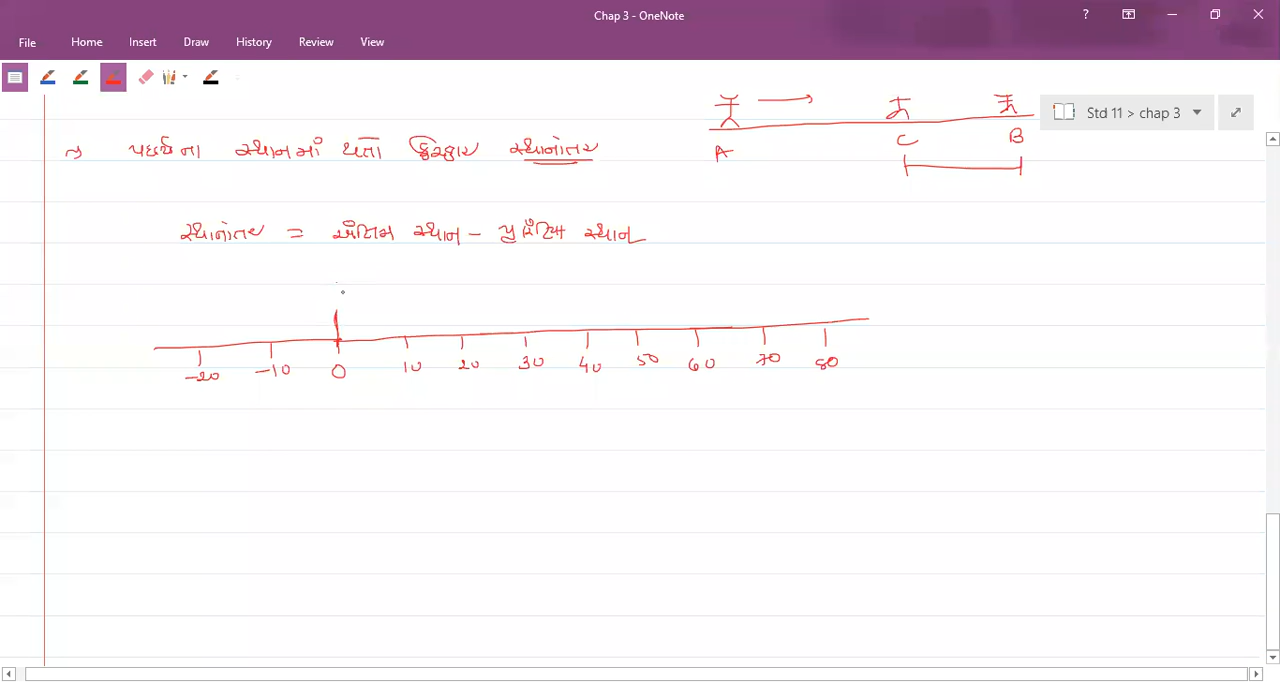 Chap 3 - OneNote
?
File Home Insert Draw History Review View
Std 11 > chap 3
A C B
→ પદાર્થના સ્થાનમાં થતા ફેરફાર સ્થાનાંતર
સ્થાનાંતર = અંતિમ સ્થાન - પ્રારંભિક સ્થાન
-20 -10 0 10 20 30 40 50 60 70 80